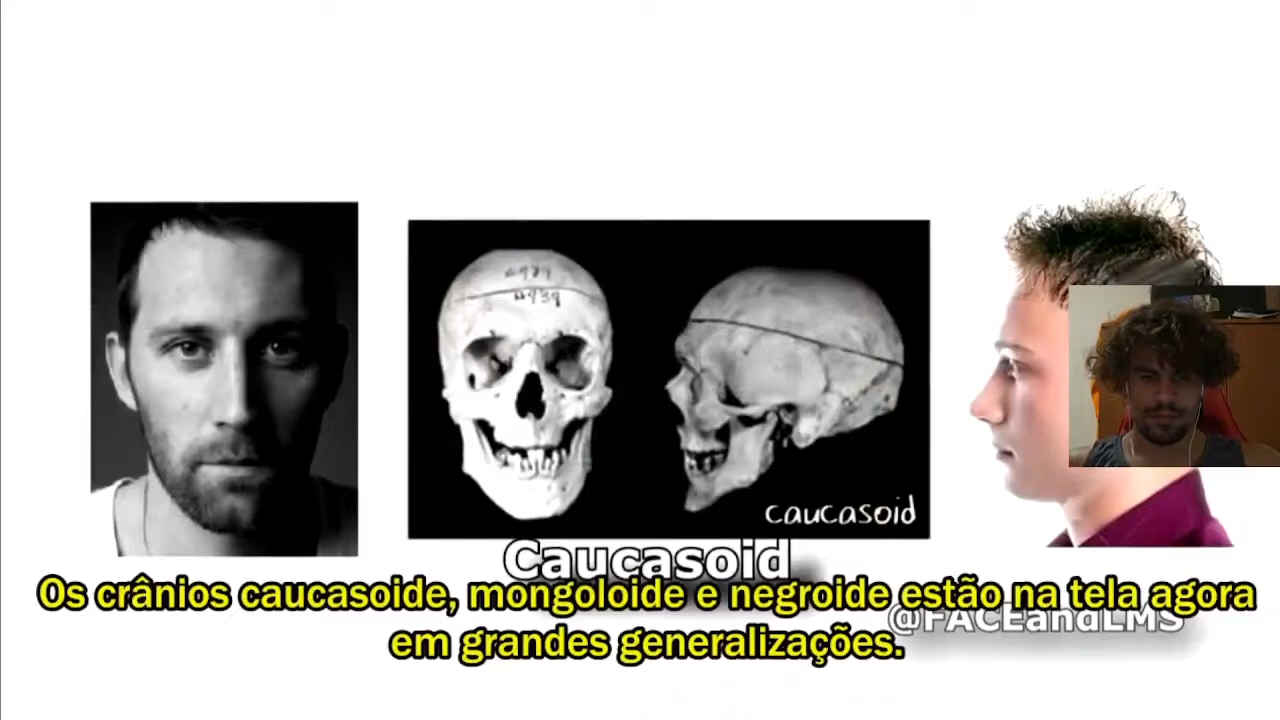 caucasoid
Caucasoid
Os crânios caucasoide, mongoloide e negroide estão na tela agora
@FACEandLMS
em grandes generalizações.